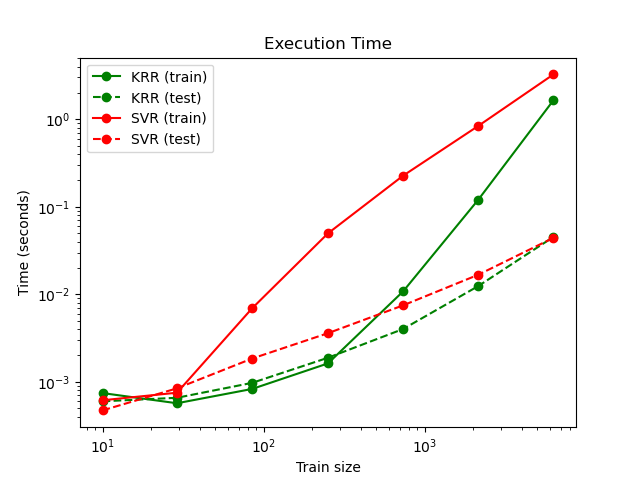 Execution Time
KRR (train)
KRR (test)
SVR (train)
SVR (test)
10⁰
10⁻¹
10⁻²
10⁻³
Time (seconds)
10¹
10²
10³
Train size